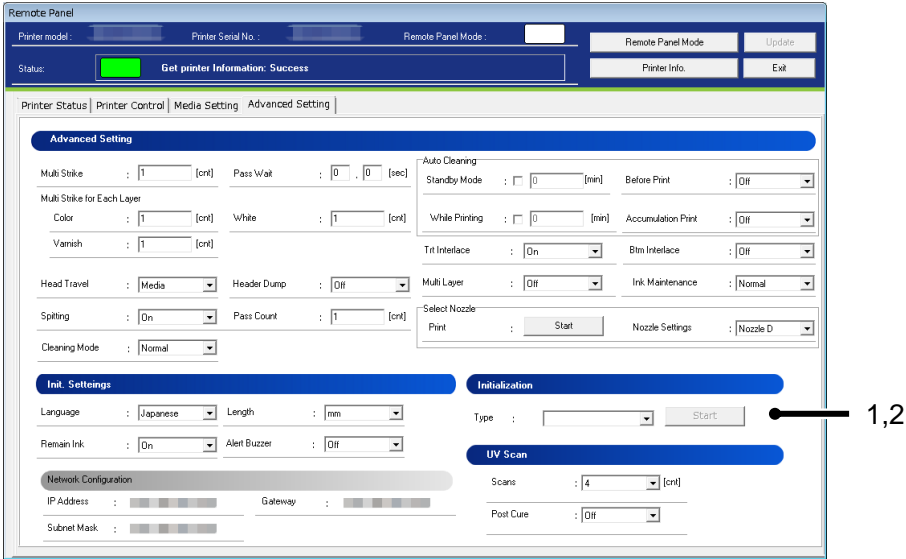 Remote Panel
Printer model : Printer Serial No. : Remote Panel Mode :
Remote Panel Mode Update
Status: Get printer Information: Success
Printer Info. Exit
Printer Status Printer Control Media Setting Advanced Setting
Advanced Setting
Multi Strike : 1 [cnt] Pass Wait : 0 . 0 [sec]
Auto Cleaning
Standby Mode : 0 [min] Before Print : Off
Multi Strike for Each Layer
Color : 1 [cnt] White : 1 [cnt]
While Printing : 0 [min] Accumulation Print : Off
Varnish : 1 [cnt]
Trt Interlace : On Btm Interlace : Off
Head Travel : Media Header Dump : Off
Multi Layer : Off Ink Maintenance : Normal
Spitting : On Pass Count : 1 [cnt]
Select Nozzle
Print : Start Nozzle Settings : Nozzle D
Cleaning Mode : Normal
Init. Setteings
Language : Japanese Length : mm
Remain Ink : On Alert Buzzer : Off
Network Configuration
IP Address : Gateway :
Subnet Mask :
Initialization
Type : Start
1,2
UV Scan
Scans : 4 [cnt]
Post Cure : Off